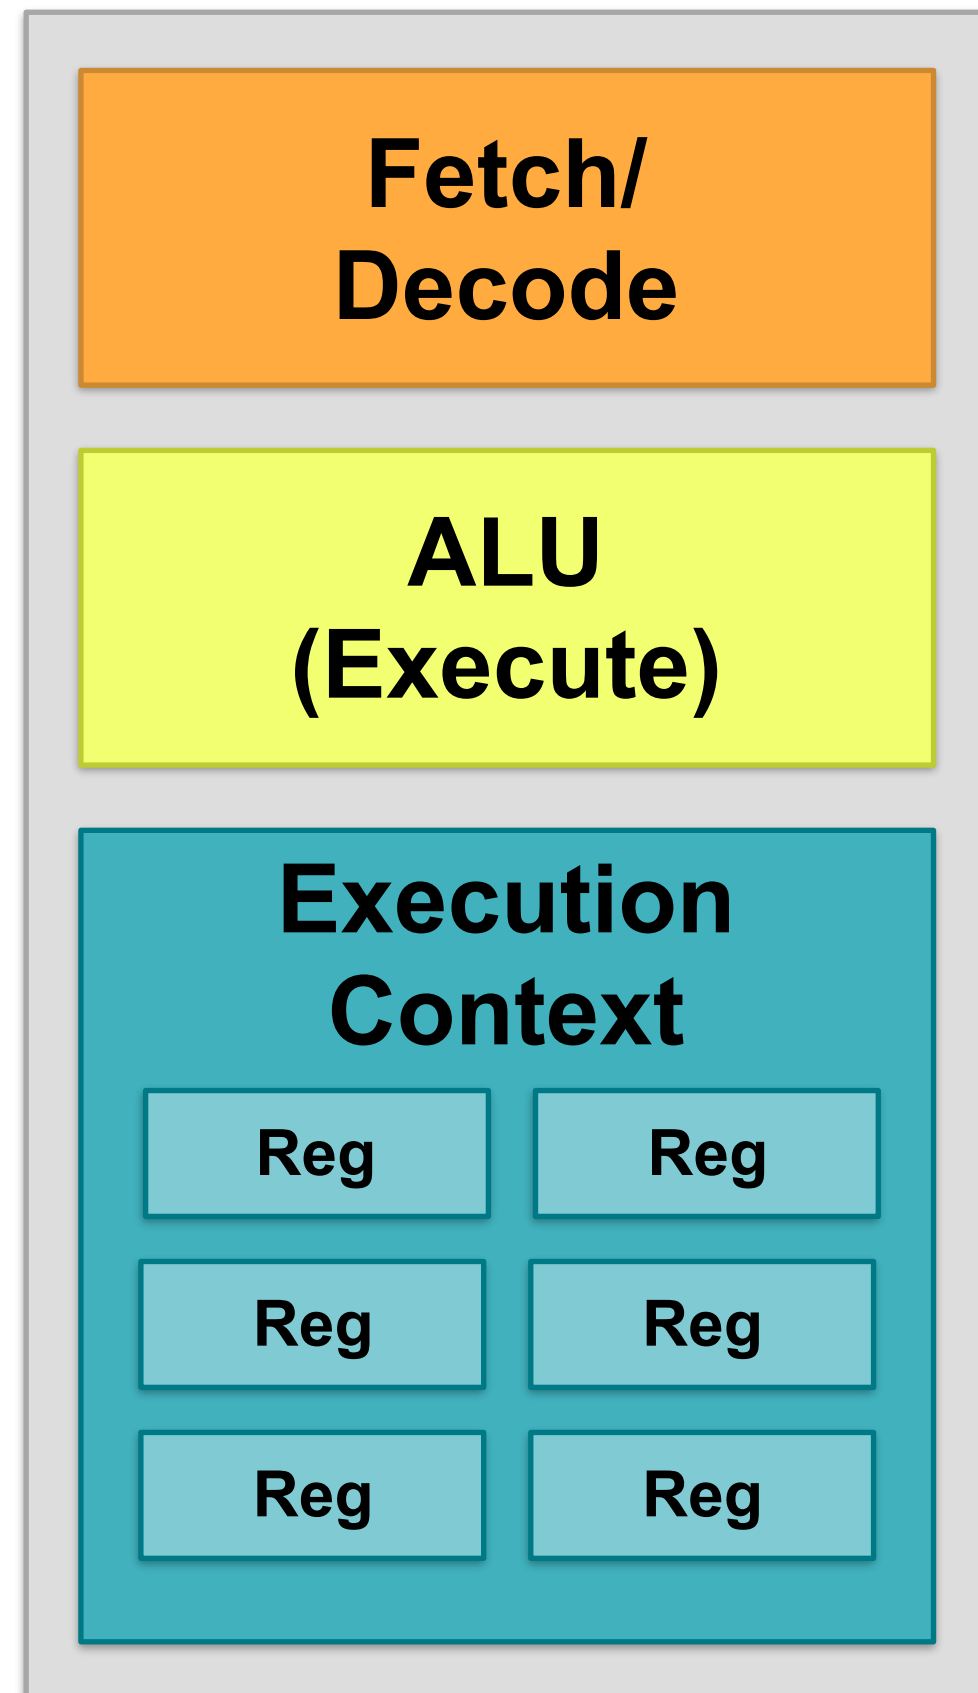 Fetch/
Decode
ALU
(Execute)
Execution
Context
Reg Reg
Reg Reg
Reg Reg